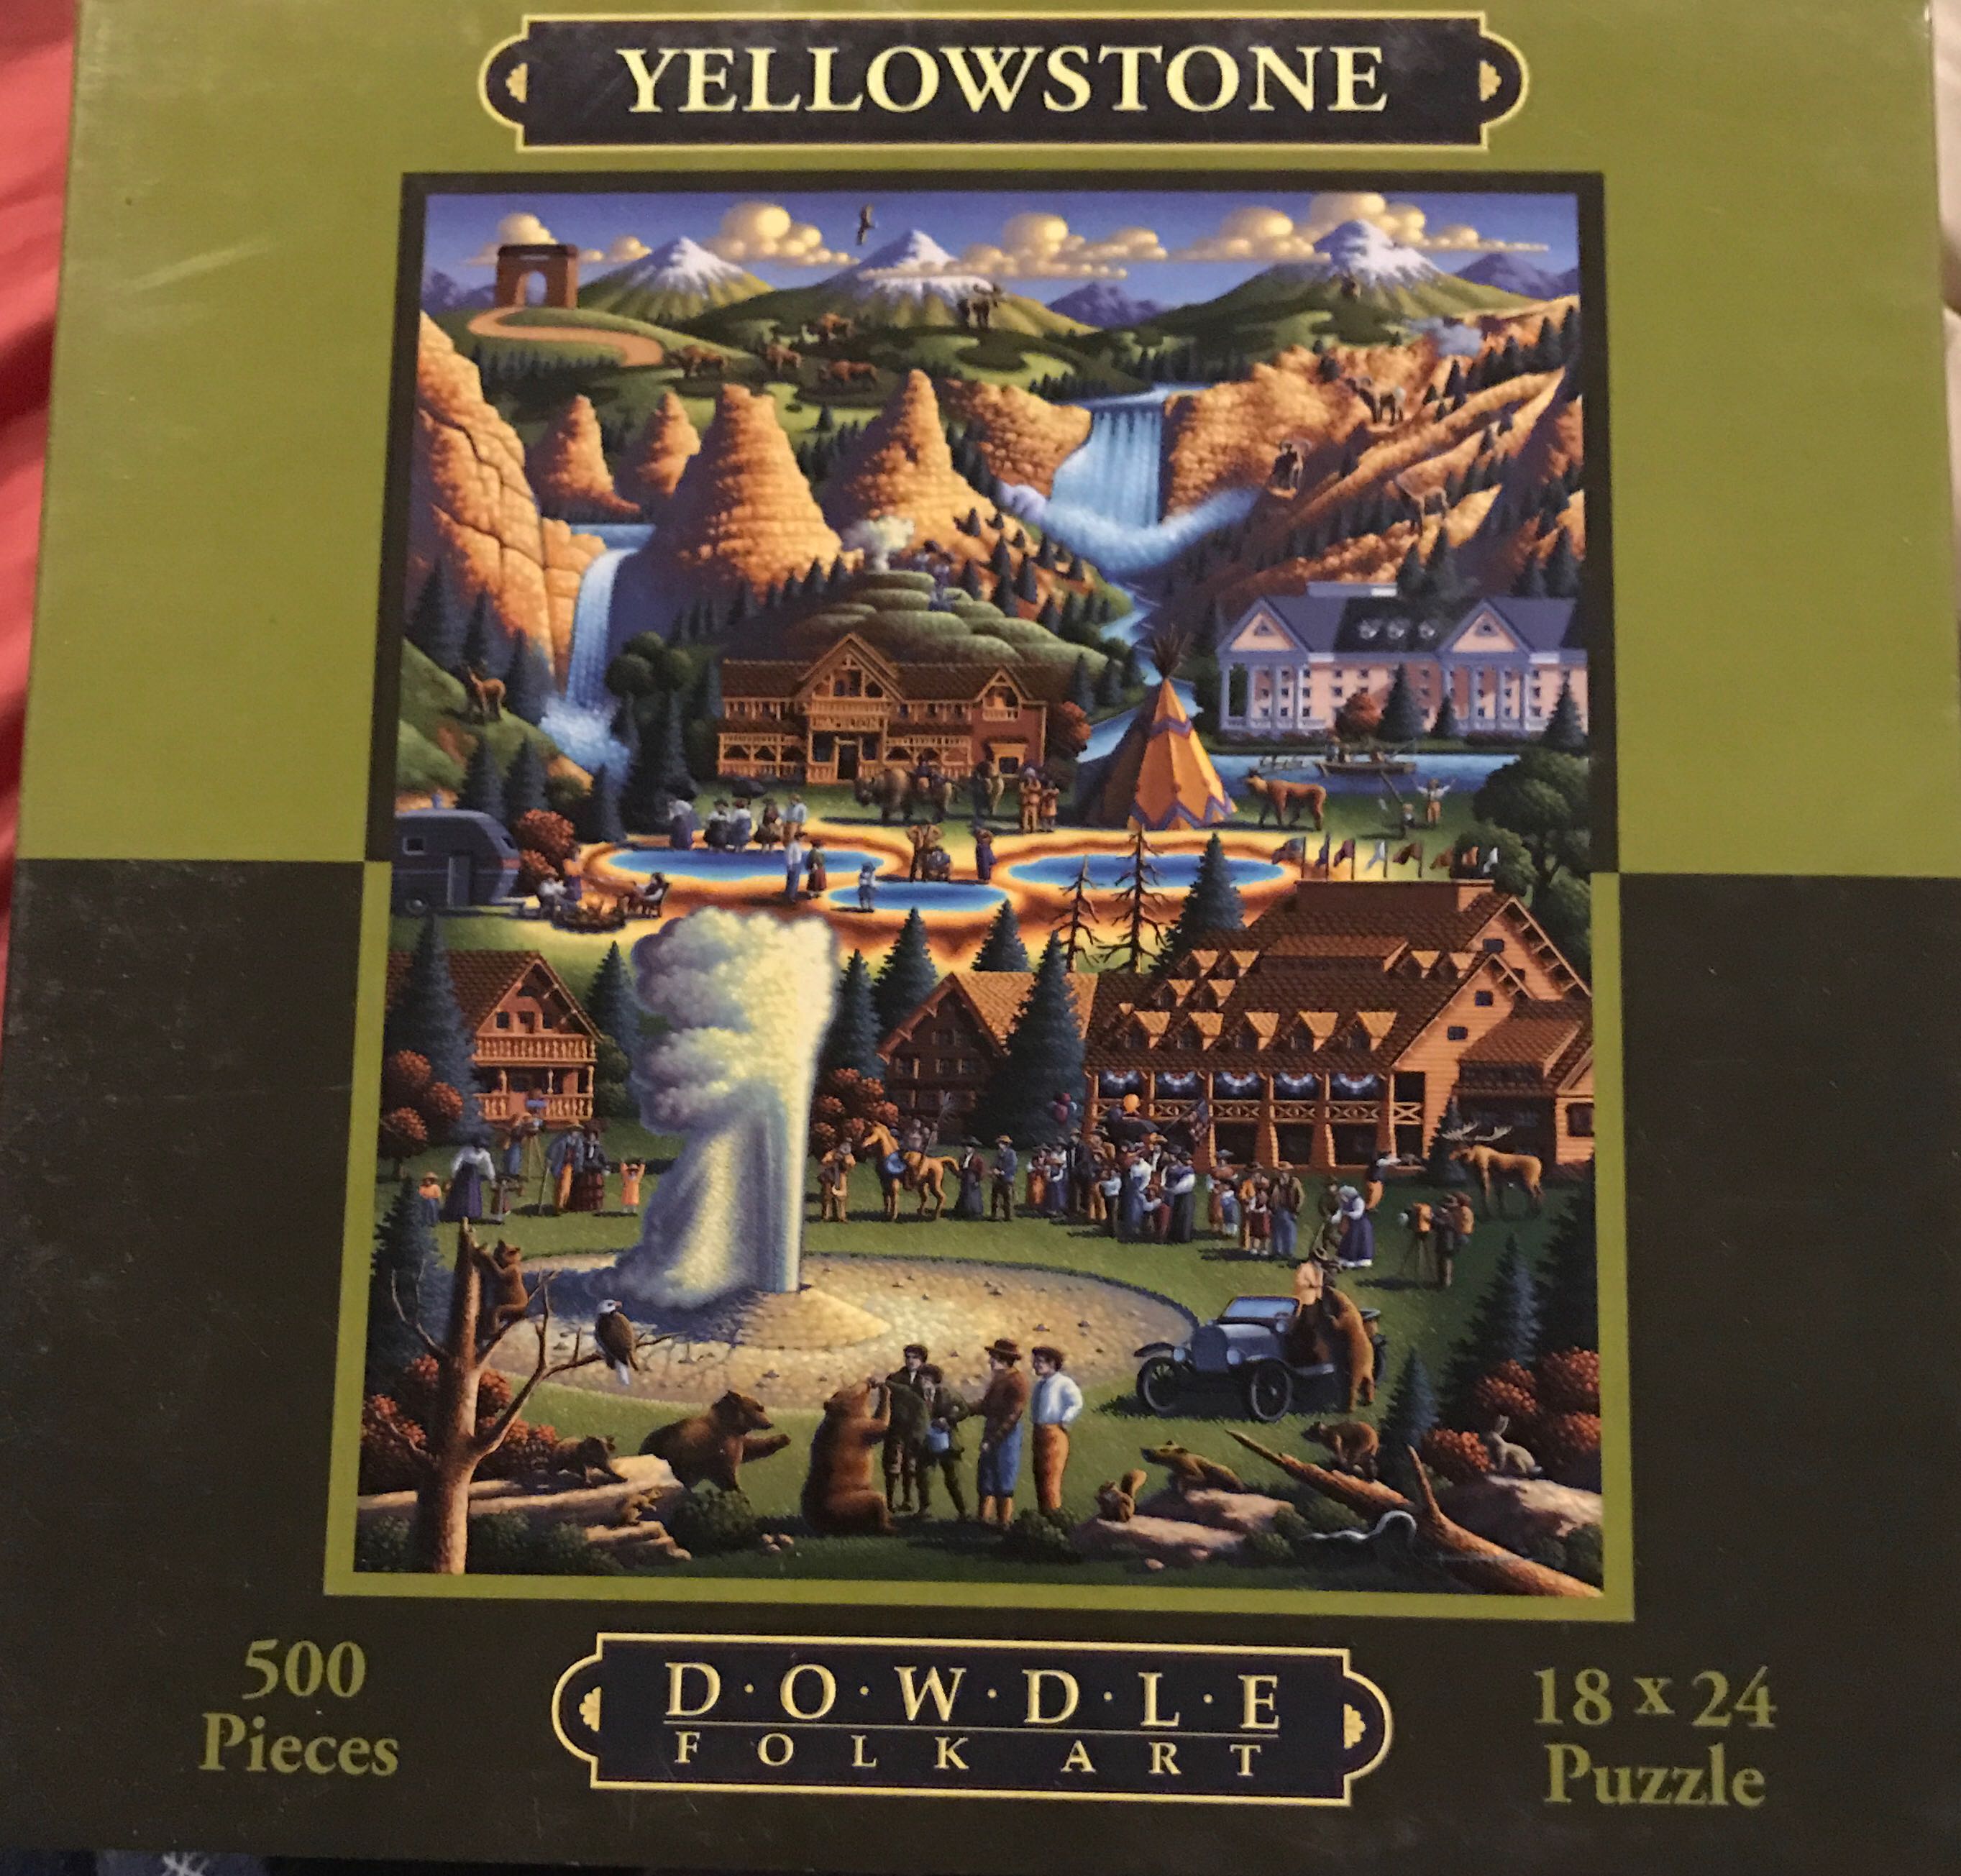 YELLOWSTONE
500
Pieces
D·O·W·D·L·E
FOLK ART
18 x 24
Puzzle